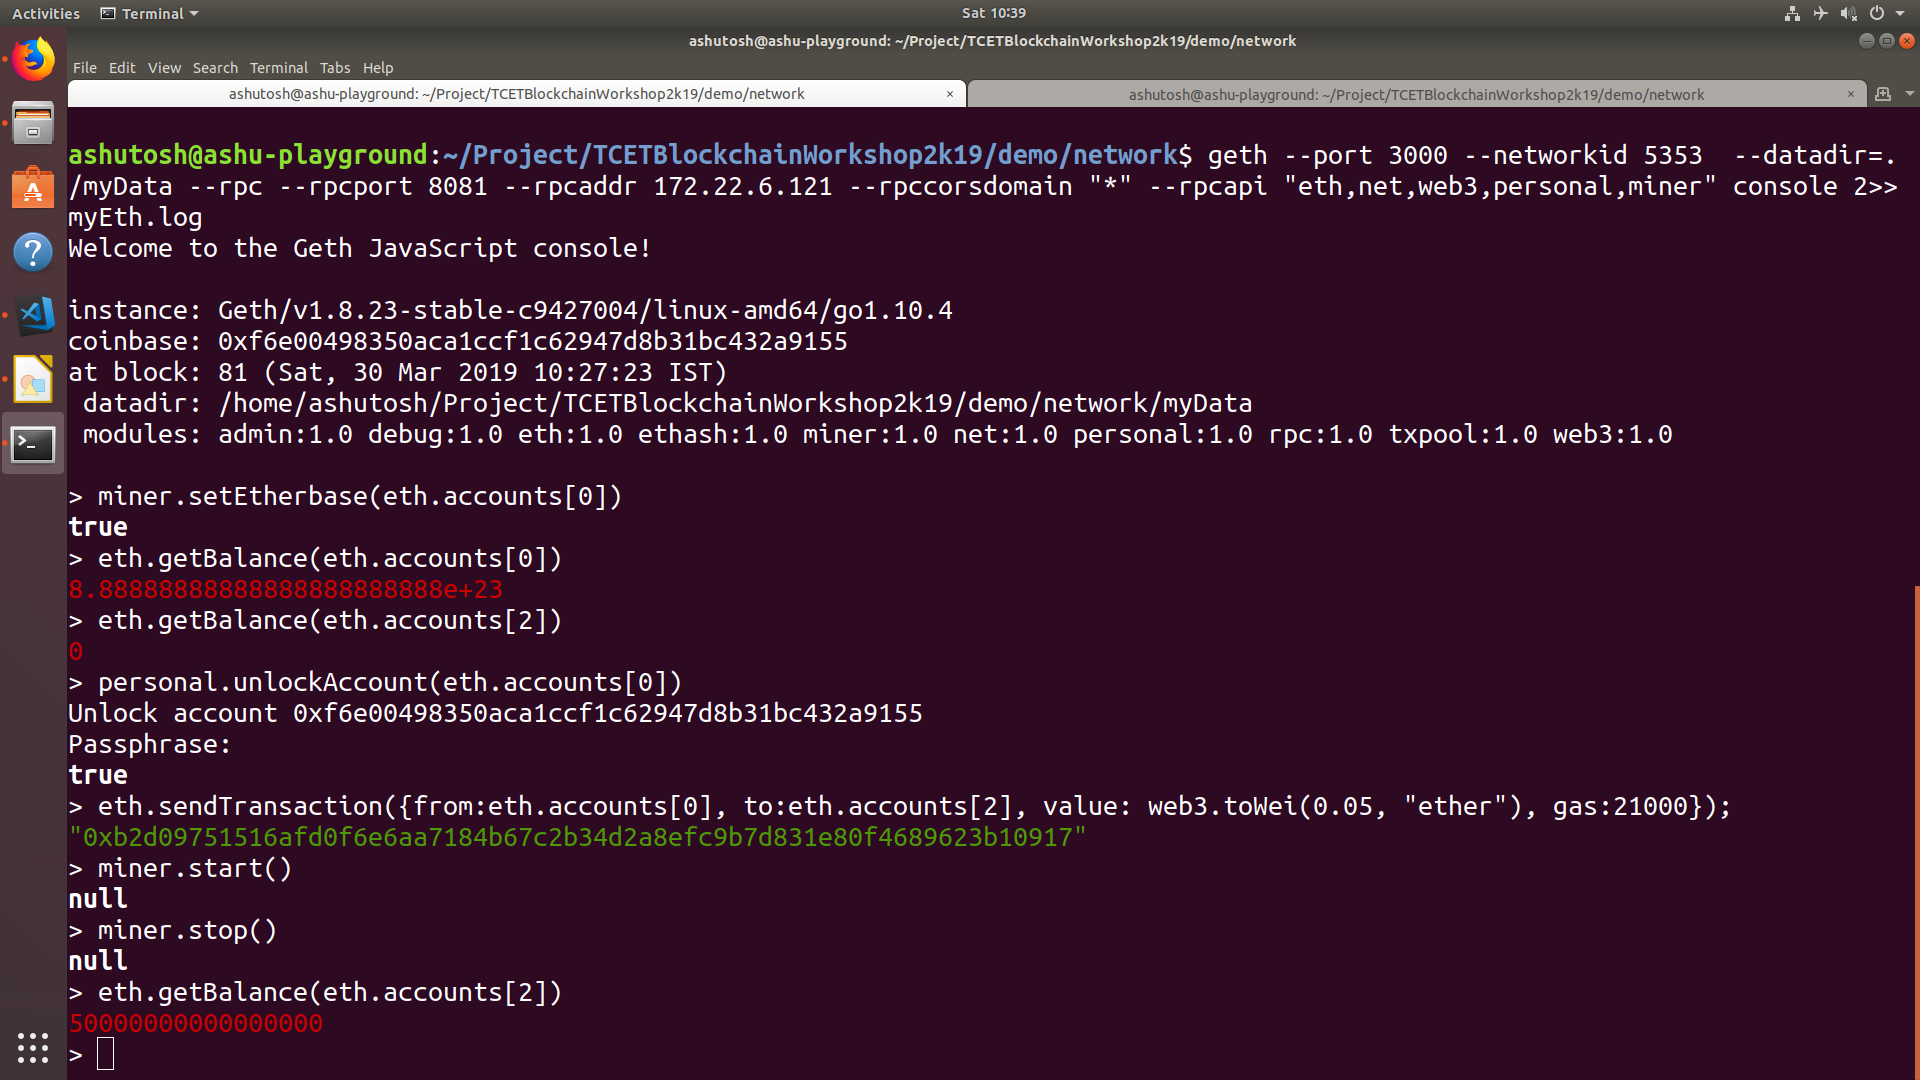 Activities Terminal Sat 10:39
ashutosh@ashu-playground: ~/Project/TCETBlockchainWorkshop2k19/demo/network
File Edit View Search Terminal Tabs Help
ashutosh@ashu-playground: ~/Project/TCETBlockchainWorkshop2k19/demo/network × ashutosh@ashu-playground: ~/Project/TCETBlockchainWorkshop2k19/demo/network ×
ashutosh@ashu-playground:~/Project/TCETBlockchainWorkshop2k19/demo/network$ geth --port 3000 --networkid 5353  --datadir=.
/myData --rpc --rpcport 8081 --rpcaddr 172.22.6.121 --rpccorsdomain "*" --rpcapi "eth,net,web3,personal,miner" console 2>>
myEth.log
Welcome to the Geth JavaScript console!
instance: Geth/v1.8.23-stable-c9427004/linux-amd64/go1.10.4
coinbase: 0xf6e00498350aca1ccf1c62947d8b31bc432a9155
at block: 81 (Sat, 30 Mar 2019 10:27:23 IST)
datadir: /home/ashutosh/Project/TCETBlockchainWorkshop2k19/demo/network/myData
modules: admin:1.0 debug:1.0 eth:1.0 ethash:1.0 miner:1.0 net:1.0 personal:1.0 rpc:1.0 txpool:1.0 web3:1.0
> miner.setEtherbase(eth.accounts[0])
true
> eth.getBalance(eth.accounts[0])
8.88888888888888888888888e+23
> eth.getBalance(eth.accounts[2])
0
> personal.unlockAccount(eth.accounts[0])
Unlock account 0xf6e00498350aca1ccf1c62947d8b31bc432a9155
Passphrase:
true
> eth.sendTransaction({from:eth.accounts[0], to:eth.accounts[2], value: web3.toWei(0.05, "ether"), gas:21000});
"0xb2d09751516afd0f6e6aa7184b67c2b34d2a8efc9b7d831e80f4689623b10917"
> miner.start()
null
> miner.stop()
null
> eth.getBalance(eth.accounts[2])
50000000000000000
>